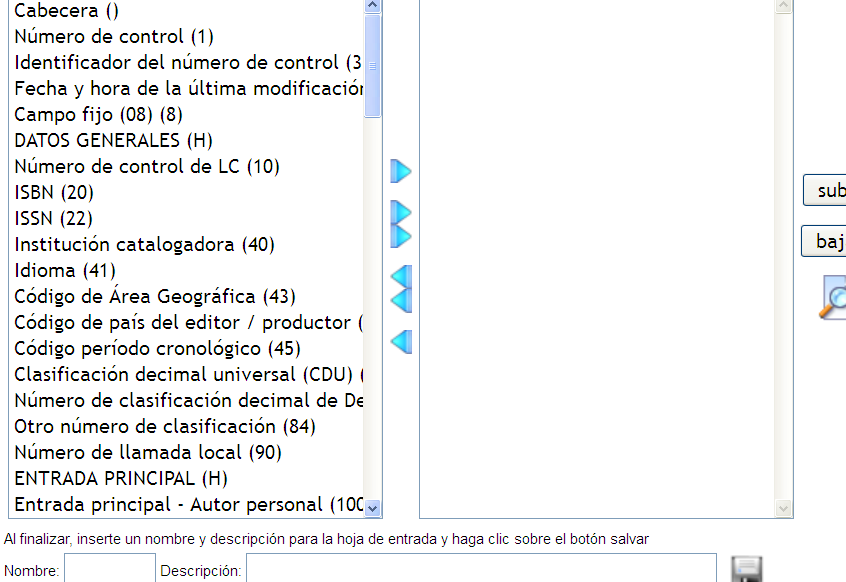 Cabecera ()
Número de control (1)
Identificador del número de control (3
Fecha y hora de la última modificación
Campo fijo (08) (8)
DATOS GENERALES (H)
Número de control de LC (10)
ISBN (20)
ISSN (22)
Institución catalogadora (40)
Idioma (41)
Código de Área Geográfica (43)
Código de país del editor / productor (
Código período cronológico (45)
Clasificación decimal universal (CDU) (
Número de clasificación decimal de De
Otro número de clasificación (84)
Número de llamada local (90)
ENTRADA PRINCIPAL (H)
Entrada principal - Autor personal (100
sub
baj
Al finalizar, inserte un nombre y descripción para la hoja de entrada y haga clic sobre el botón salvar
Nombre: Descripción: